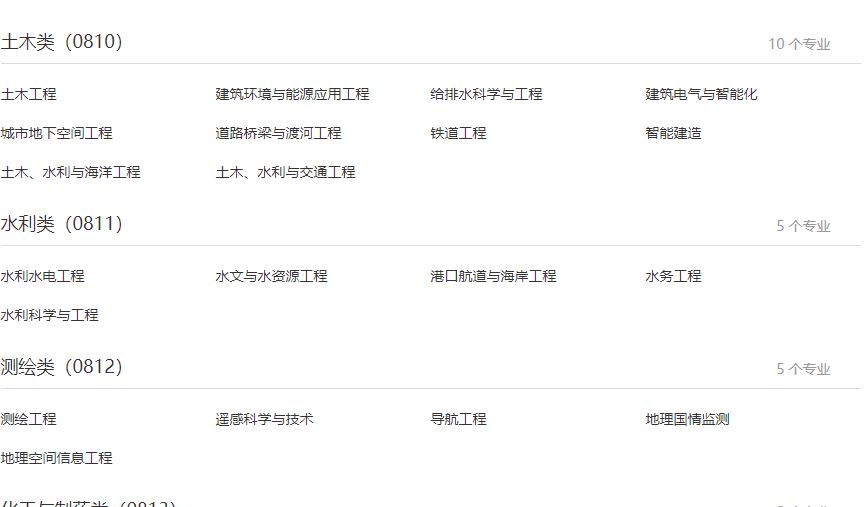 土木类（0810） 10 个专业
土木工程 建筑环境与能源应用工程 给排水科学与工程 建筑电气与智能化
城市地下空间工程 道路桥梁与渡河工程 铁道工程 智能建造
土木、水利与海洋工程 土木、水利与交通工程
水利类（0811） 5 个专业
水利水电工程 水文与水资源工程 港口航道与海岸工程 水务工程
水利科学与工程
测绘类（0812） 5 个专业
测绘工程 遥感科学与技术 导航工程 地理国情监测
地理空间信息工程
化工与制药类（0813）